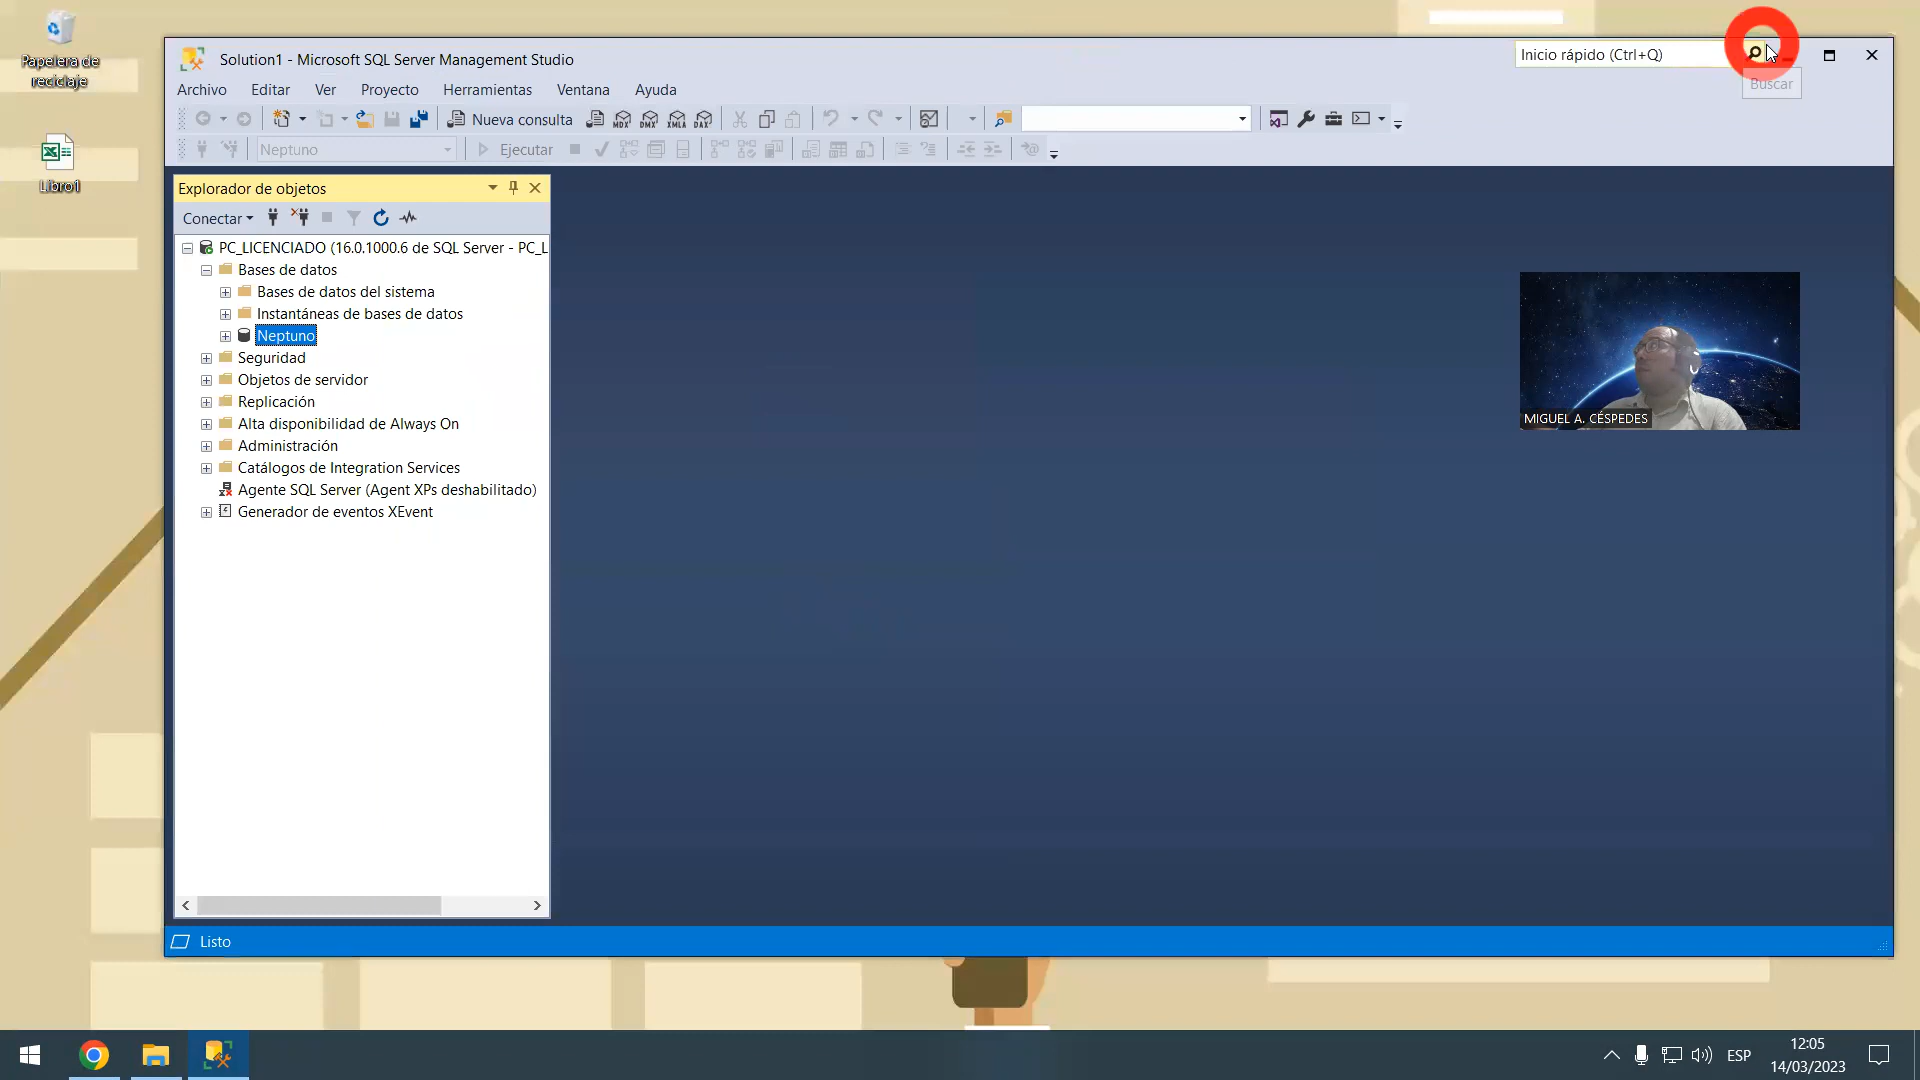 Papelera de
reciclaje
Libro1
Solution1 - Microsoft SQL Server Management Studio
Inicio rápido (Ctrl+Q)
Buscar
Archivo Editar Ver Proyecto Herramientas Ventana Ayuda
Nueva consulta MDX DMX XMLA DAX
Neptuno Ejecutar
Explorador de objetos
Conectar
PC_LICENCIADO (16.0.1000.6 de SQL Server - PC_L
Bases de datos
Bases de datos del sistema
Instantáneas de bases de datos
Neptuno
Seguridad
Objetos de servidor
Replicación
Alta disponibilidad de Always On
Administración
Catálogos de Integration Services
Agente SQL Server (Agent XPs deshabilitado)
Generador de eventos XEvent
MIGUEL A. CÉSPEDES
Listo
ESP
12:05
14/03/2023